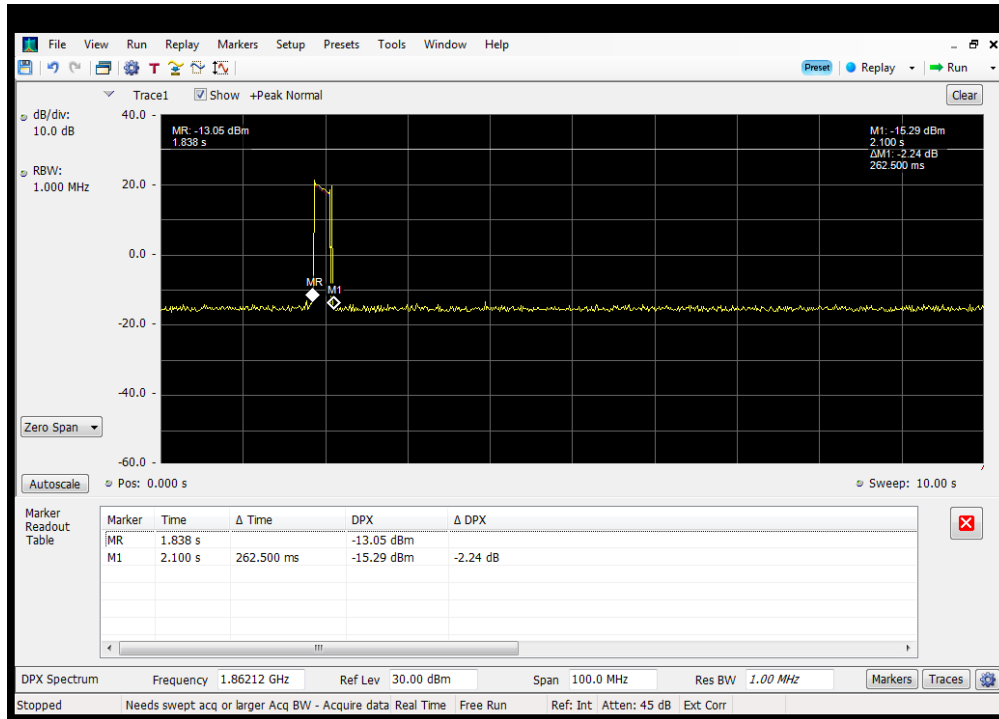 File View Run Replay Markers Setup Presets Tools Window Help
Preset Replay Run
Trace1 Show +Peak Normal Clear
dB/div:
10.0 dB
RBW:
1.000 MHz
40.0
20.0
0.0
-20.0
-40.0
-60.0
MR: -13.05 dBm
1.838 s
M1: -15.29 dBm
2.100 s
ΔM1: -2.24 dB
262.500 ms
MR
M1
Zero Span
Autoscale Pos: 0.000 s Sweep: 10.00 s
Marker
Readout
Table
Marker Time Δ Time DPX Δ DPX
MR 1.838 s -13.05 dBm
M1 2.100 s 262.500 ms -15.29 dBm -2.24 dB
DPX Spectrum Frequency 1.86212 GHz Ref Lev 30.00 dBm Span 100.0 MHz Res BW 1.00 MHz Markers Traces
Stopped Needs swept acq or larger Acq BW - Acquire data Real Time Free Run Ref: Int Atten: 45 dB Ext Corr